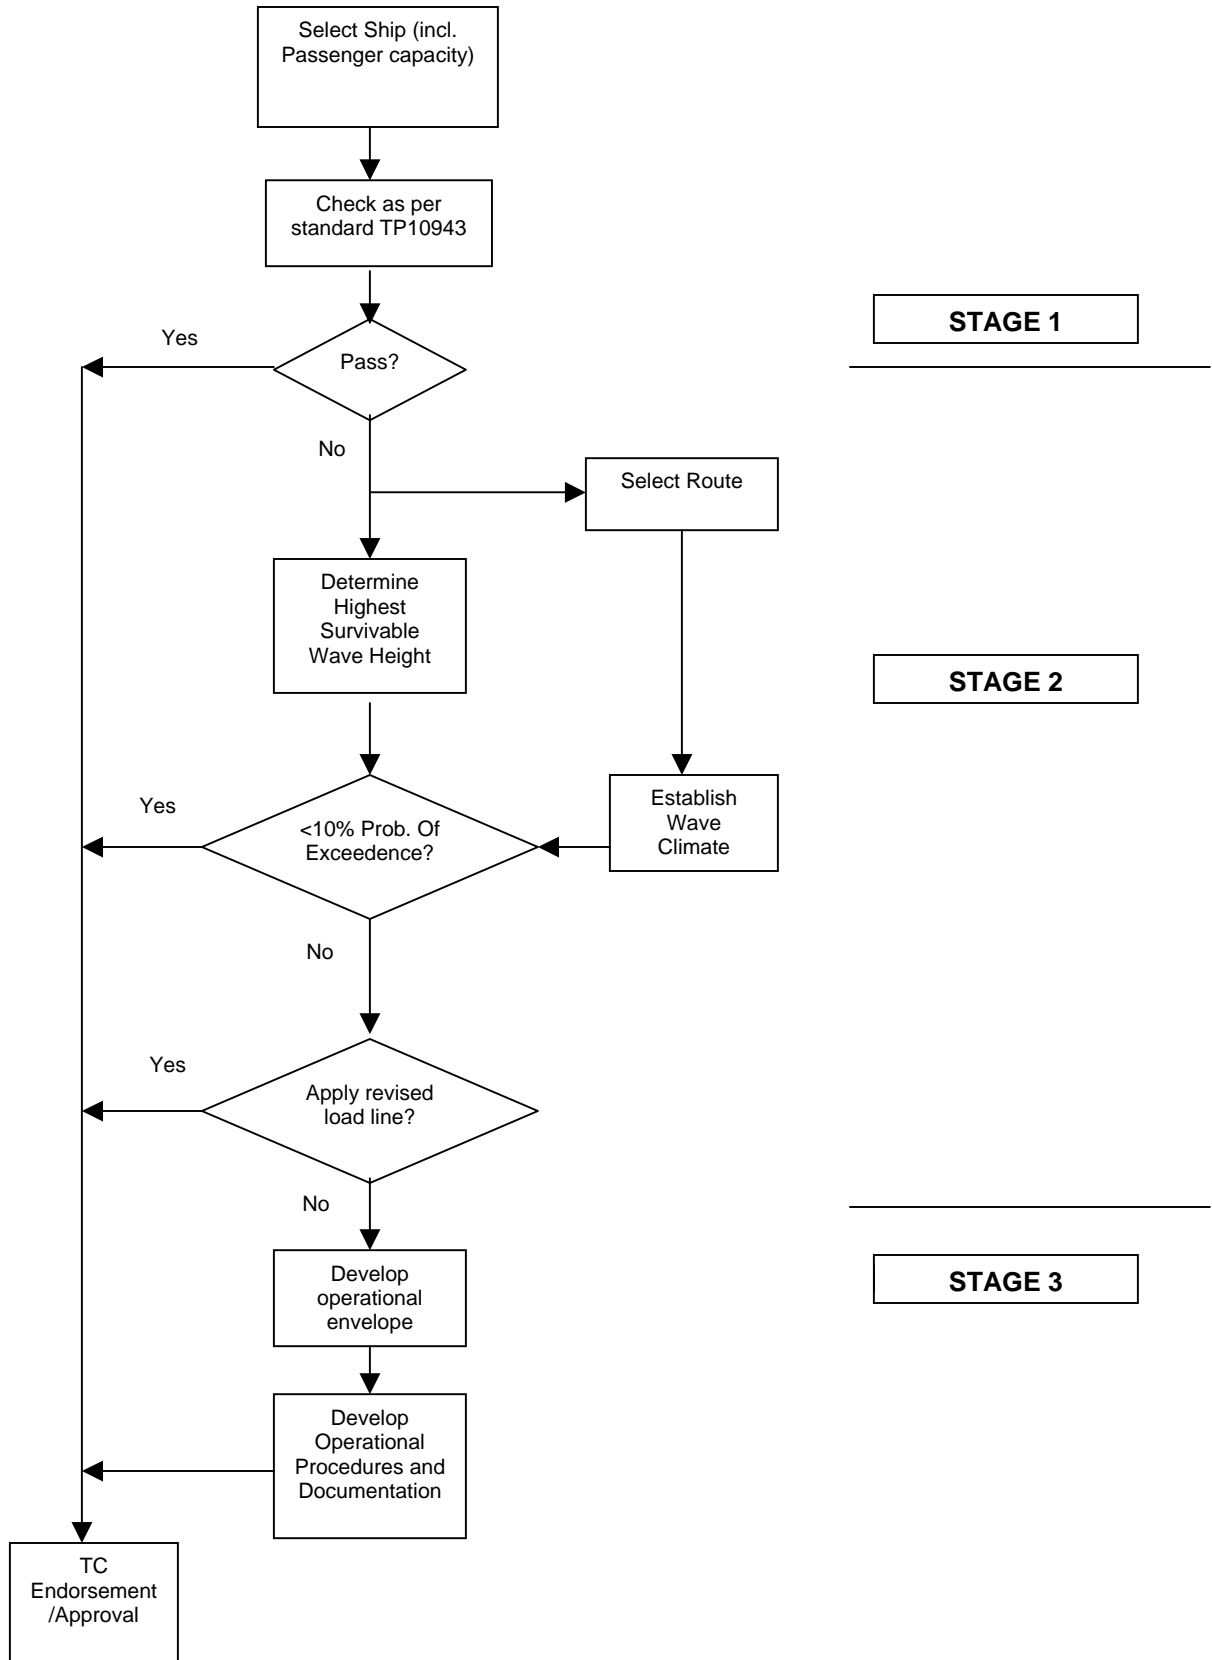 Select Ship (incl.
Passenger capacity)
Check as per
standard TP10943
STAGE 1
Yes
Pass?
No
Select Route
Determine
Highest
Survivable
Wave Height
STAGE 2
Yes
<10% Prob. Of
Exceedence?
Establish
Wave
Climate
No
Yes
Apply revised
load line?
No
Develop
operational
envelope
STAGE 3
Develop
Operational
Procedures and
Documentation
TC
Endorsement
/Approval